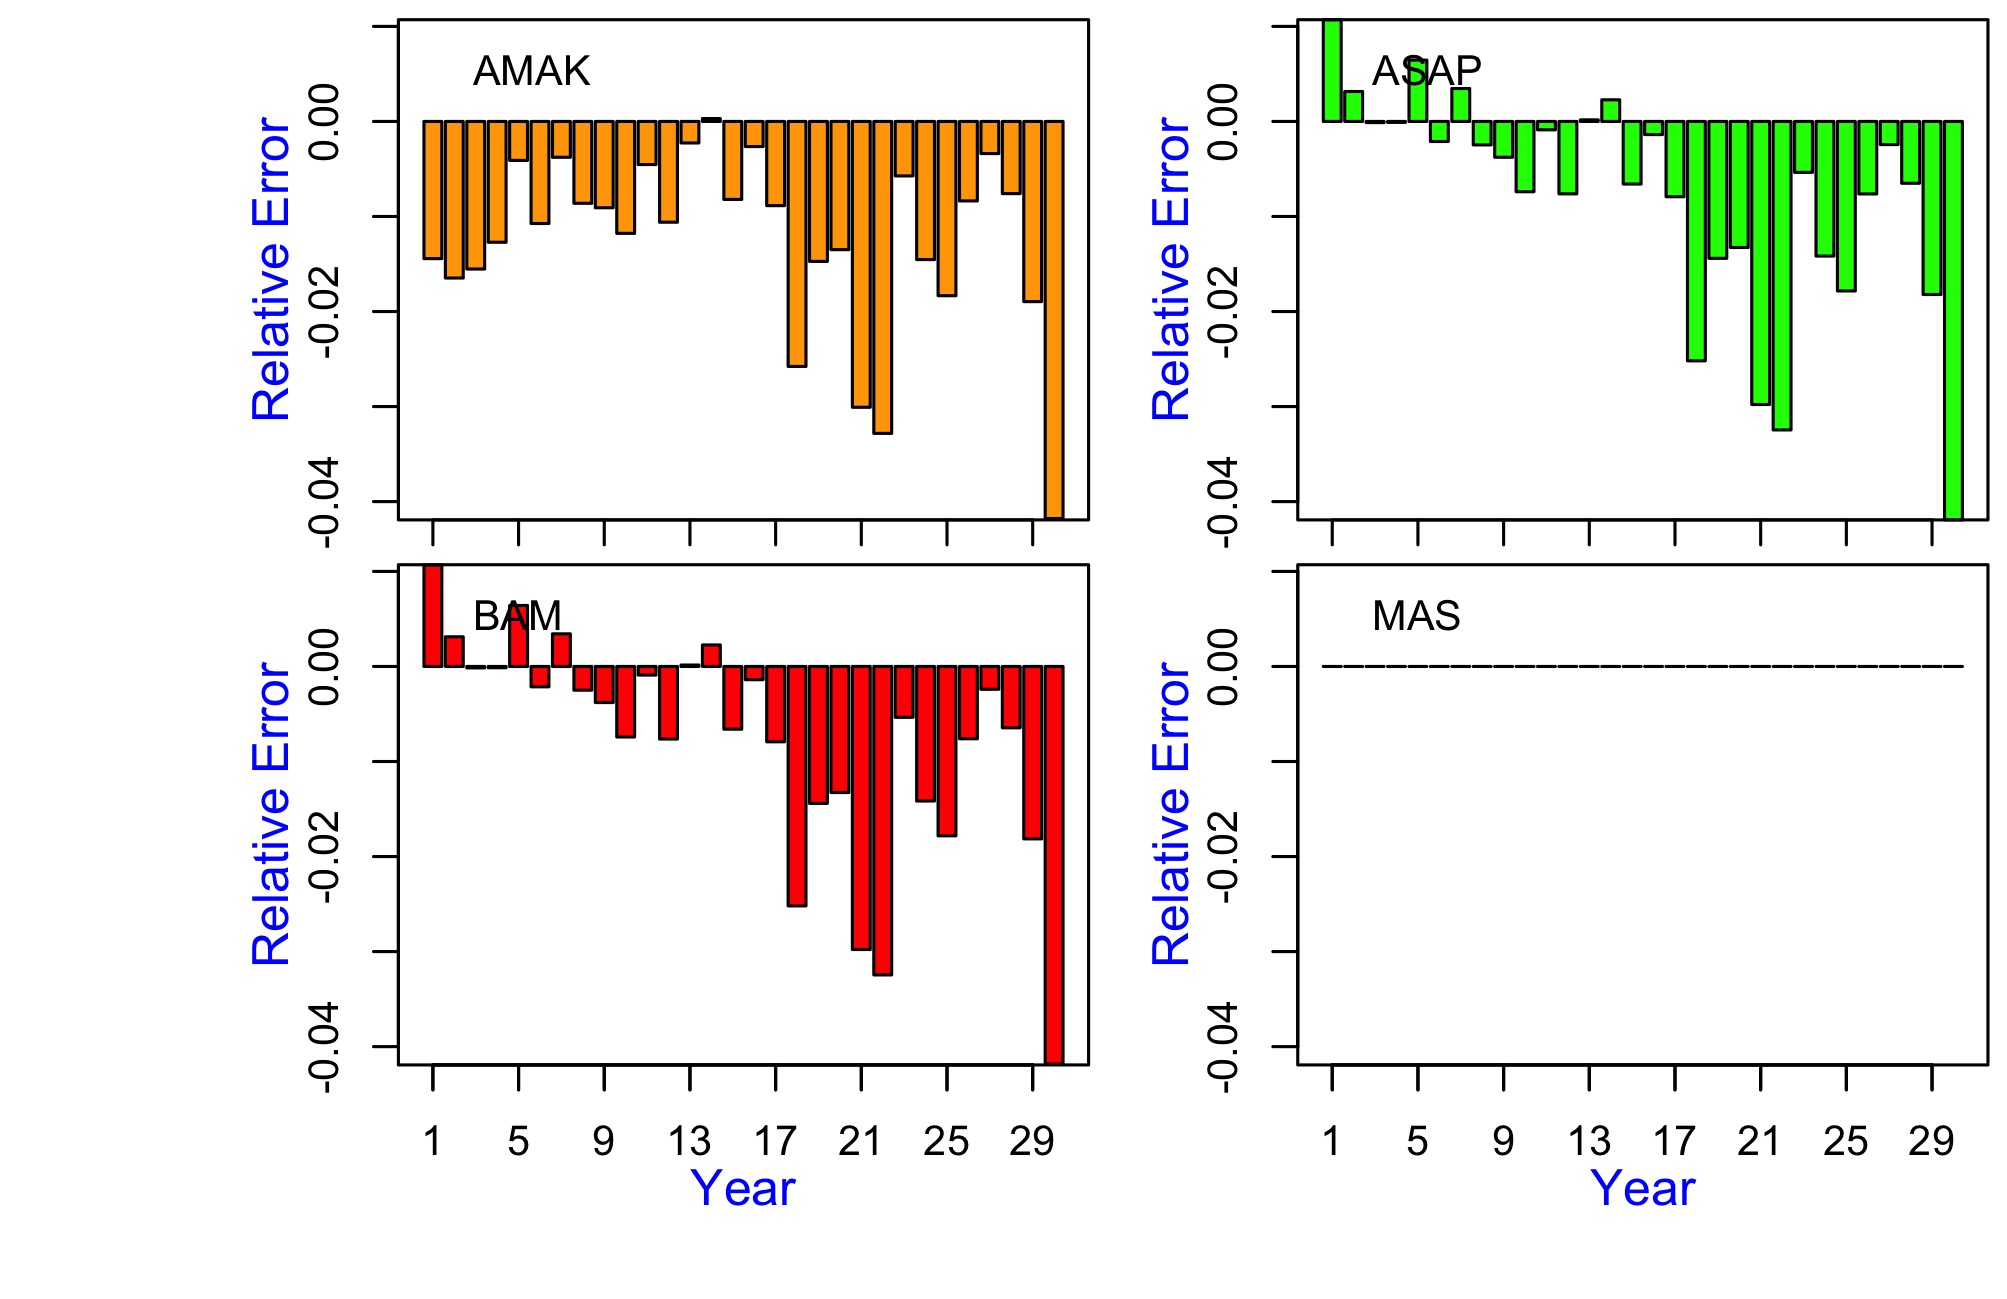 AMAK
Relative Error
0.00
-0.02
-0.04
ASAP
Relative Error
0.00
-0.02
-0.04
BAM
Relative Error
0.00
-0.02
-0.04
1 5 9 13 17 21 25 29
Year
MAS
Relative Error
0.00
-0.02
-0.04
1 5 9 13 17 21 25 29
Year